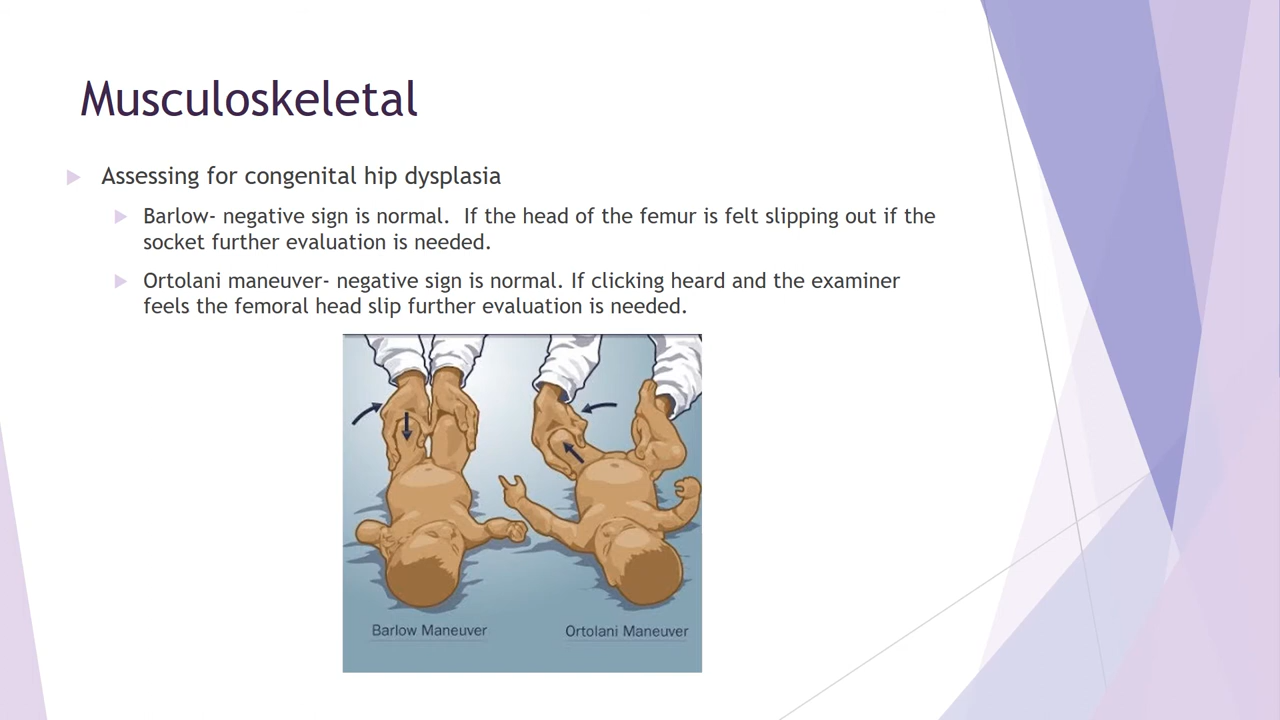 Musculoskeletal
Assessing for congenital hip dysplasia
Barlow- negative sign is normal.  If the head of the femur is felt slipping out if the
socket further evaluation is needed.
Ortolani maneuver- negative sign is normal. If clicking heard and the examiner
feels the femoral head slip further evaluation is needed.
Barlow Maneuver
Ortolani Maneuver